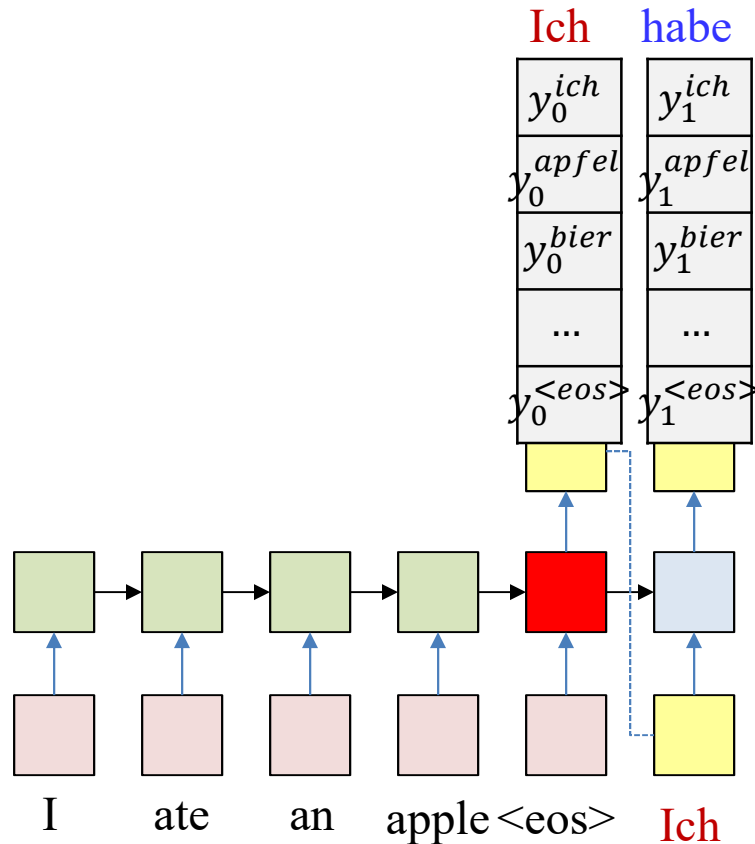 Ich habe
y_0^{ich} y_1^{ich}
y_0^{apfel} y_1^{apfel}
y_0^{bier} y_1^{bier}
... ...
y_0^{<eos>} y_1^{<eos>}
I ate an apple <eos> Ich